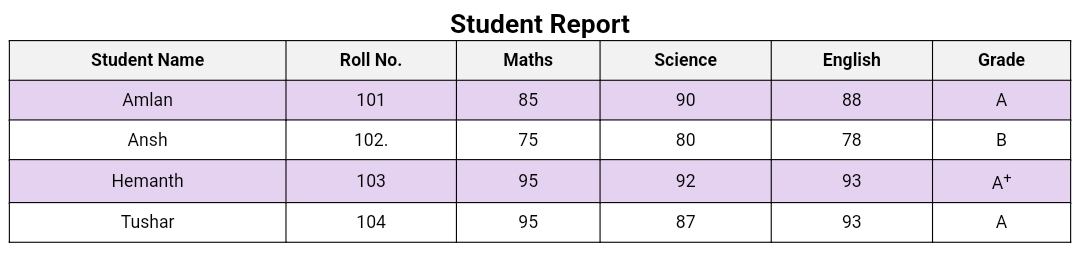 Student Report
Student Name Roll No. Maths Science English Grade
Amlan 101 85 90 88 A
Ansh 102. 75 80 78 B
Hemanth 103 95 92 93 A⁺
Tushar 104 95 87 93 A